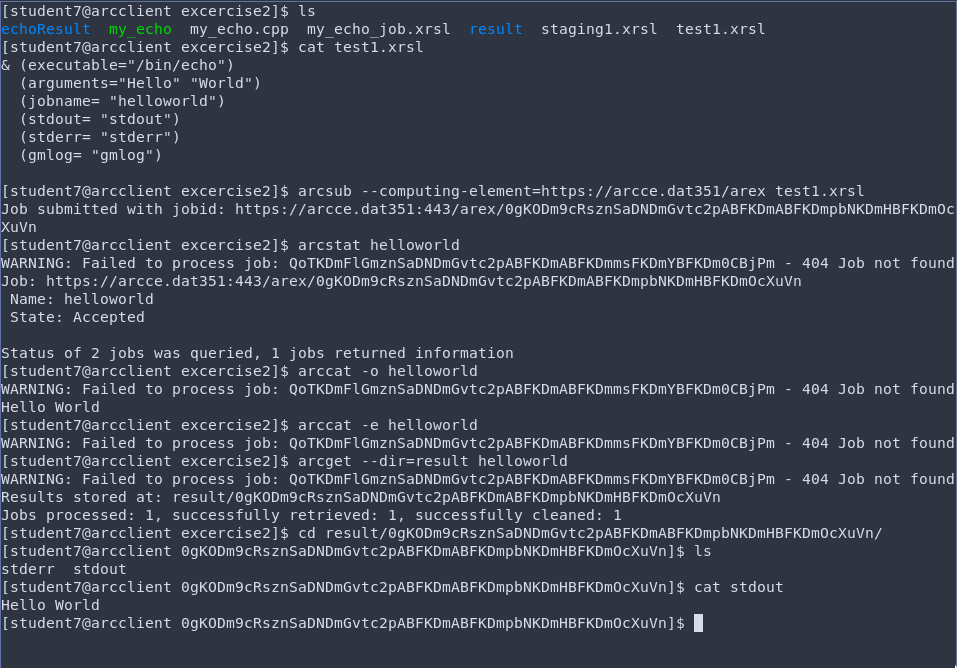 [student7@arcclient excercise2]$ ls
echoResult  my_echo  my_echo.cpp  my_echo_job.xrsl  result  staging1.xrsl  test1.xrsl
[student7@arcclient excercise2]$ cat test1.xrsl
& (executable="/bin/echo")
  (arguments="Hello" "World")
  (jobname= "helloworld")
  (stdout= "stdout")
  (stderr= "stderr")
  (gmlog= "gmlog")

[student7@arcclient excercise2]$ arcsub --computing-element=https://arcce.dat351/arex test1.xrsl
Job submitted with jobid: https://arcce.dat351:443/arex/0gKODm9cRsznSaDNDmGvtc2pABFKDmABFKDmpbNKDmHBFKDmOc
XuVn
[student7@arcclient excercise2]$ arcstat helloworld
WARNING: Failed to process job: QoTKDmFlGmznSaDNDmGvtc2pABFKDmABFKDmmsFKDmYBFKDm0CBjPm - 404 Job not found
Job: https://arcce.dat351:443/arex/0gKODm9cRsznSaDNDmGvtc2pABFKDmABFKDmpbNKDmHBFKDmOcXuVn
 Name: helloworld
 State: Accepted

Status of 2 jobs was queried, 1 jobs returned information
[student7@arcclient excercise2]$ arccat -o helloworld
WARNING: Failed to process job: QoTKDmFlGmznSaDNDmGvtc2pABFKDmABFKDmmsFKDmYBFKDm0CBjPm - 404 Job not found
Hello World
[student7@arcclient excercise2]$ arccat -e helloworld
WARNING: Failed to process job: QoTKDmFlGmznSaDNDmGvtc2pABFKDmABFKDmmsFKDmYBFKDm0CBjPm - 404 Job not found
[student7@arcclient excercise2]$ arcget --dir=result helloworld
WARNING: Failed to process job: QoTKDmFlGmznSaDNDmGvtc2pABFKDmABFKDmmsFKDmYBFKDm0CBjPm - 404 Job not found
Results stored at: result/0gKODm9cRsznSaDNDmGvtc2pABFKDmABFKDmpbNKDmHBFKDmOcXuVn
Jobs processed: 1, successfully retrieved: 1, successfully cleaned: 1
[student7@arcclient excercise2]$ cd result/0gKODm9cRsznSaDNDmGvtc2pABFKDmABFKDmpbNKDmHBFKDmOcXuVn/
[student7@arcclient 0gKODm9cRsznSaDNDmGvtc2pABFKDmABFKDmpbNKDmHBFKDmOcXuVn]$ ls
stderr  stdout
[student7@arcclient 0gKODm9cRsznSaDNDmGvtc2pABFKDmABFKDmpbNKDmHBFKDmOcXuVn]$ cat stdout
Hello World
[student7@arcclient 0gKODm9cRsznSaDNDmGvtc2pABFKDmABFKDmpbNKDmHBFKDmOcXuVn]$